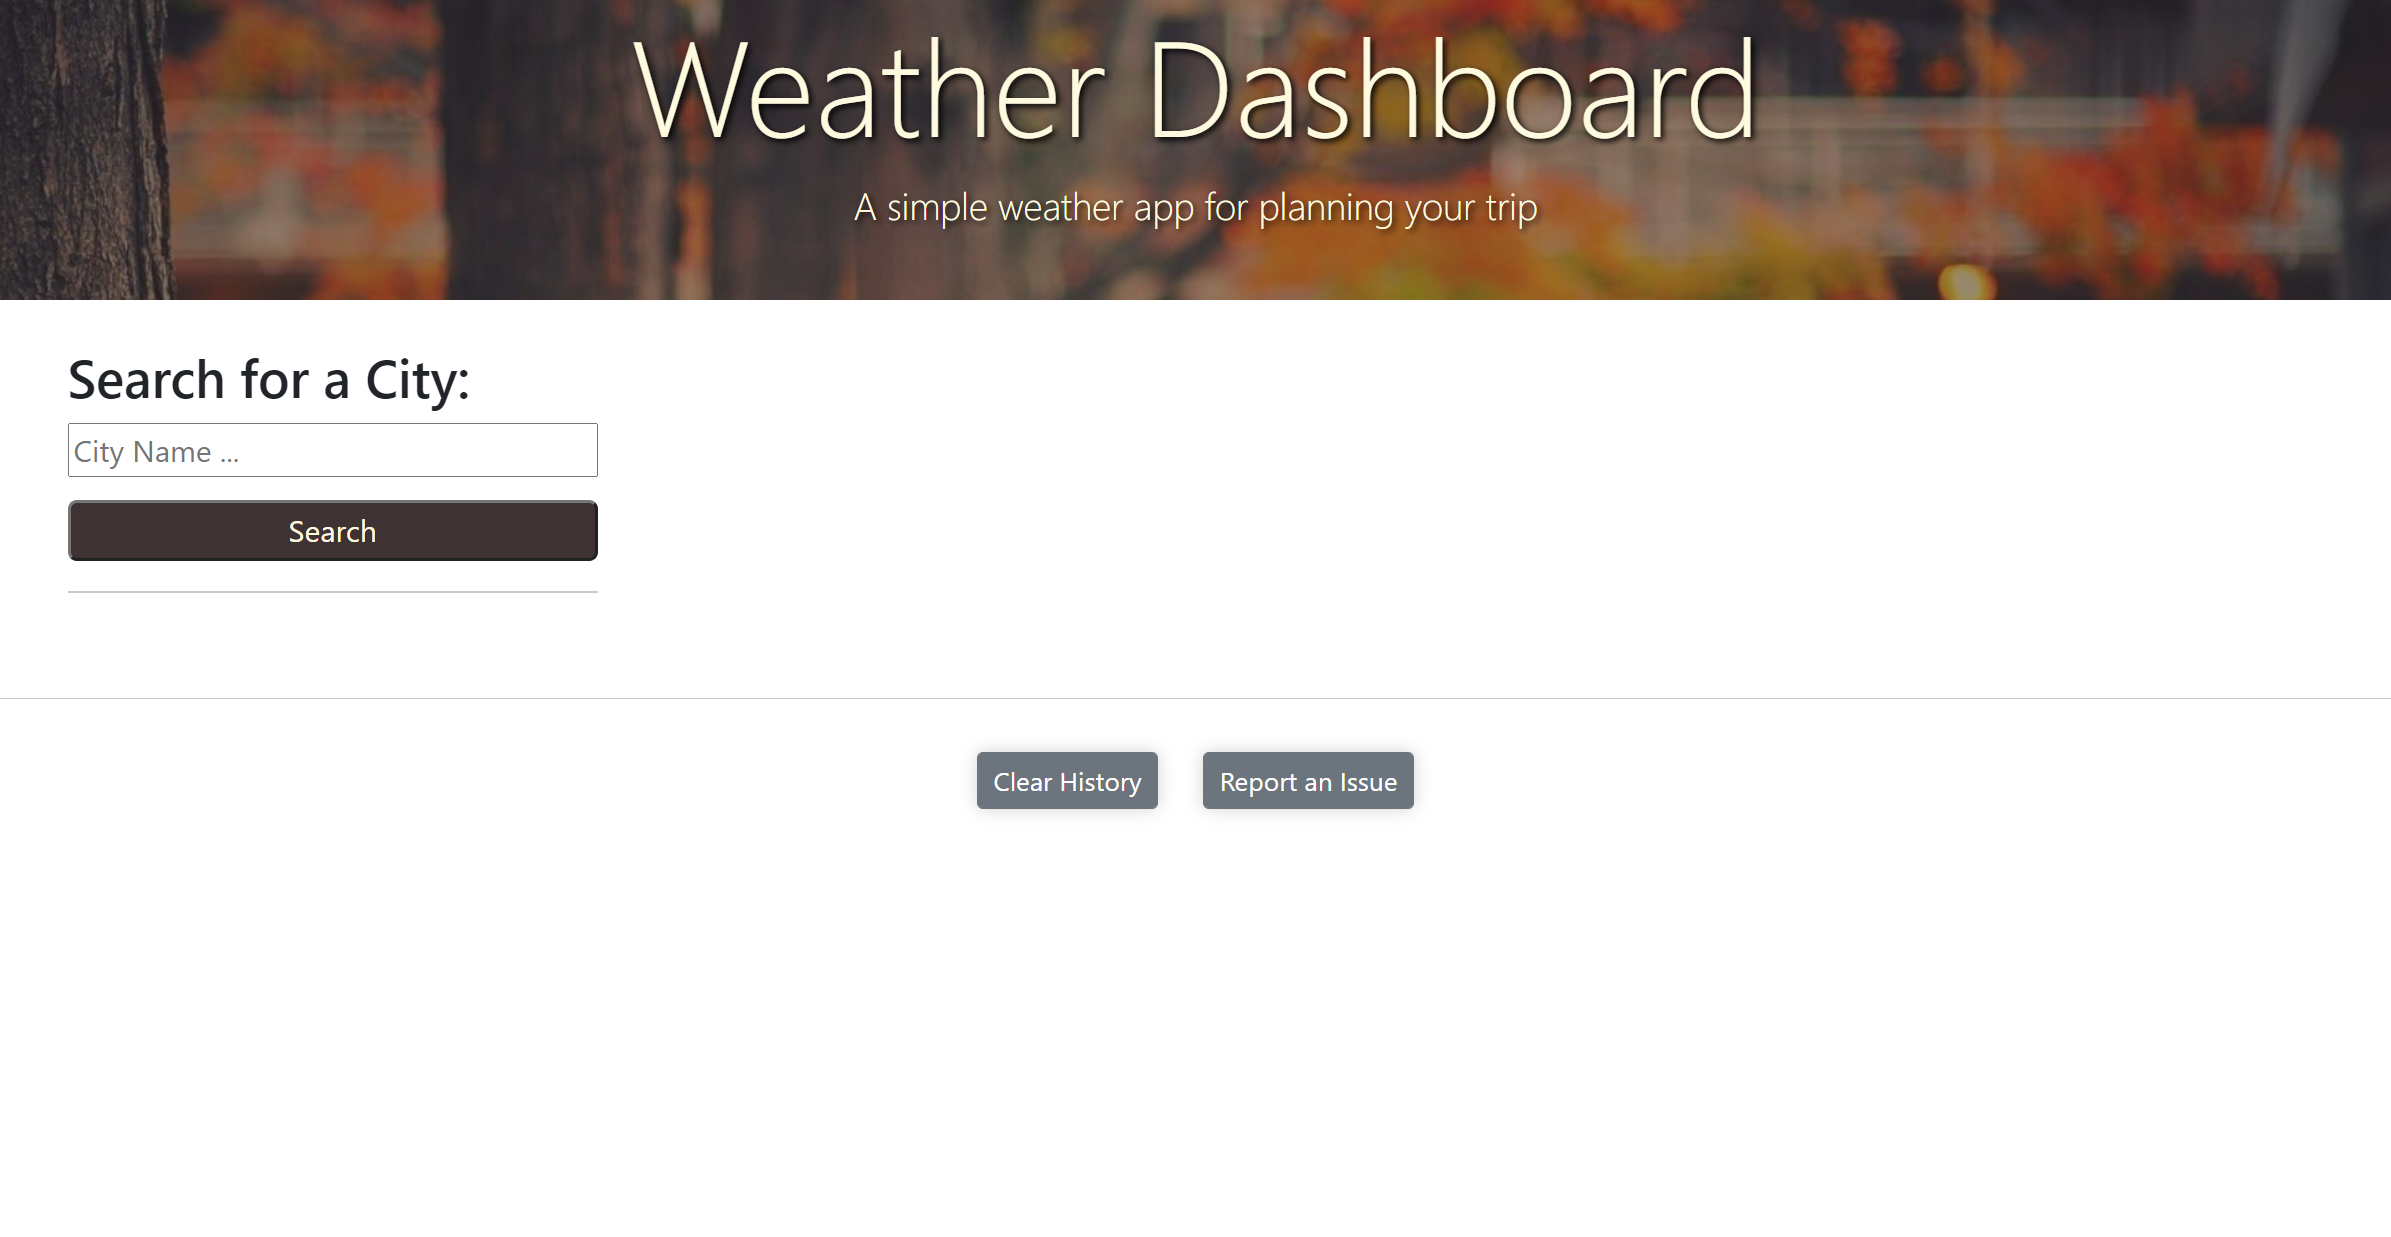 Weather Dashboard
A simple weather app for planning your trip
Search for a City:
City Name ...
Search
Clear History
Report an Issue